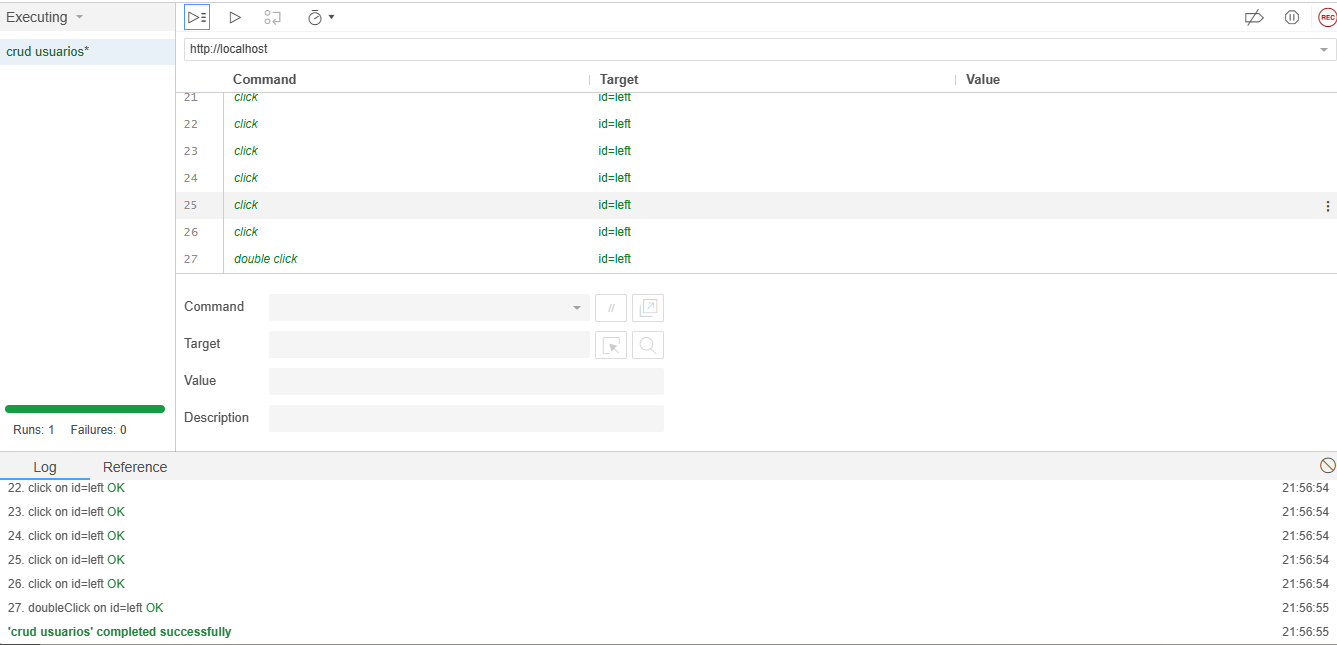 Executing
REC
crud usuarios*
http://localhost
Command Target Value
21 click id=left
22 click id=left
23 click id=left
24 click id=left
25 click id=left
26 click id=left
27 double click id=left
Command //
Target
Value
Description
Runs: 1 Failures: 0
Log Reference
22. click on id=left OK 21:56:54
23. click on id=left OK 21:56:54
24. click on id=left OK 21:56:54
25. click on id=left OK 21:56:54
26. click on id=left OK 21:56:54
27. doubleClick on id=left OK 21:56:55
'crud usuarios' completed successfully 21:56:55